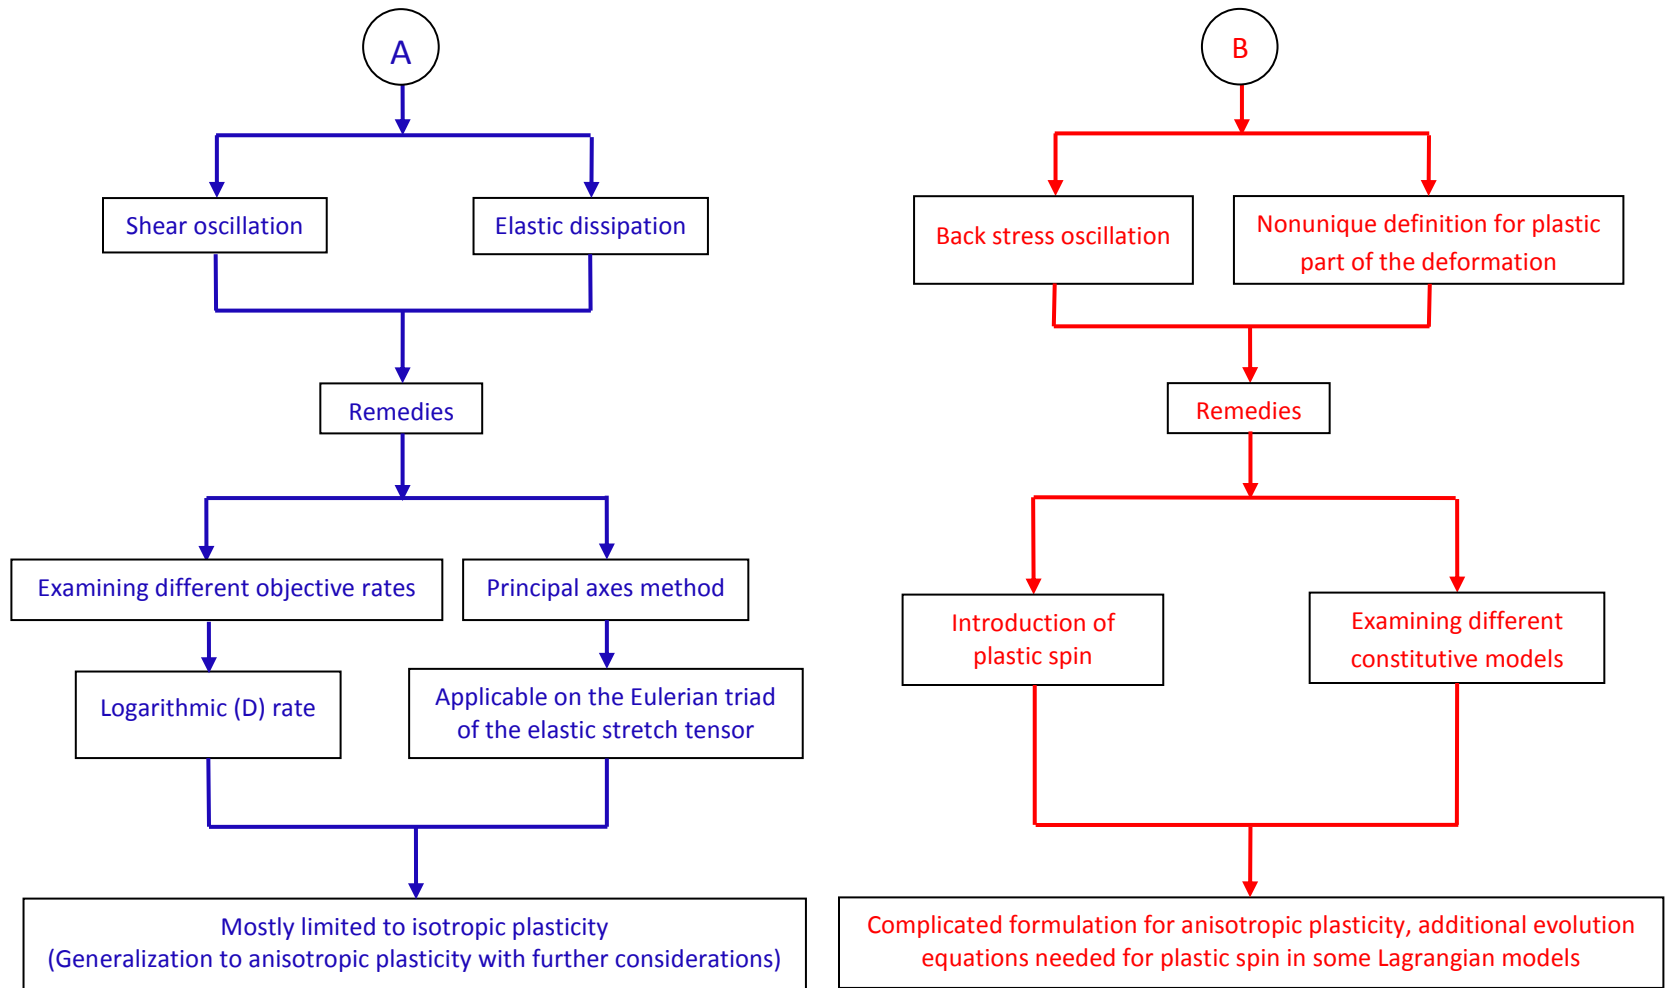 A
Shear oscillation
Elastic dissipation
Remedies
Examining different objective rates
Principal axes method
Logarithmic (D) rate
Applicable on the Eulerian triad
of the elastic stretch tensor
Mostly limited to isotropic plasticity
(Generalization to anisotropic plasticity with further considerations)
B
Back stress oscillation
Nonunique definition for plastic
part of the deformation
Remedies
Introduction of
plastic spin
Examining different
constitutive models
Complicated formulation for anisotropic plasticity, additional evolution
equations needed for plastic spin in some Lagrangian models